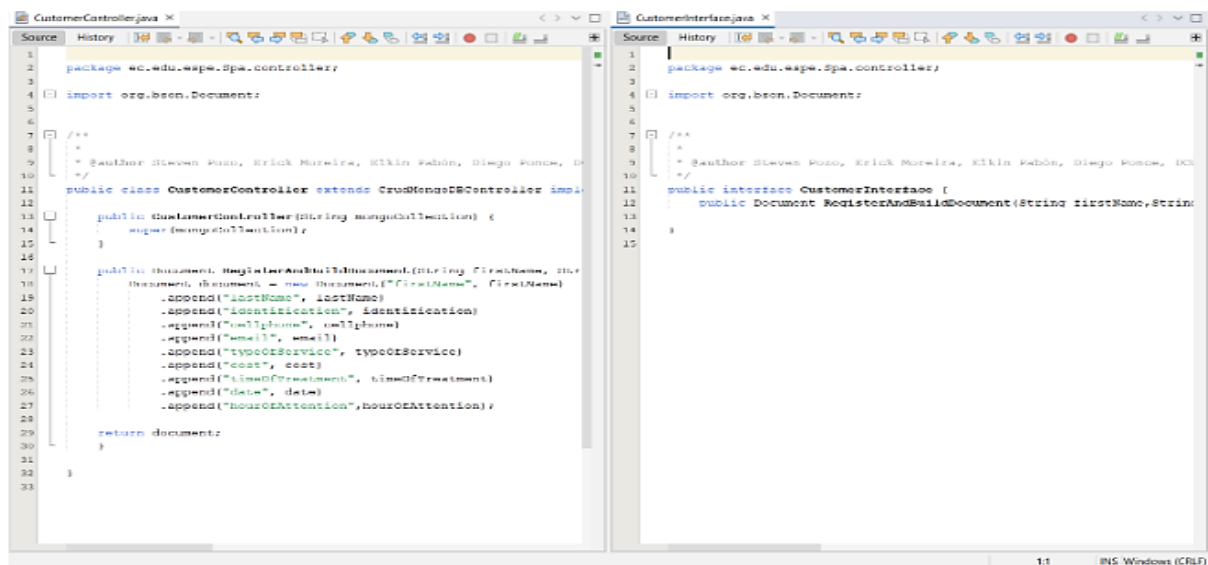 CustomerController.java ×
Source History
1
2 package ec.edu.espe.Spa.controller;
3
4 import org.bson.Document;
5
6
7 /**
8 *
9 * @author Steven Pozo, Erick Moreira, Elkin Pabón, Diego Ponce, D
10 */
11 public class CustomerController extends CrudMongoDBController impl
12
13 public CustomerController(String mongoCollection) {
14 super(mongoCollection);
15 }
16
17 public Document RegisterAndBuildDocument(String firstName, Str
18 Document document = new Document("firstName", firstName)
19 .append("lastName", lastName)
20 .append("identification", identification)
21 .append("cellphone", cellphone)
22 .append("email", email)
23 .append("typeOfService", typeOfService)
24 .append("cost", cost)
25 .append("timeOfTreatment", timeOfTreatment)
26 .append("date", date)
27 .append("hourOfAttention",hourOfAttention);
28
29 return document;
30 }
31
32 }
33
CustomerInterface.java ×
Source History
1
2 package ec.edu.espe.Spa.controller;
3
4 import org.bson.Document;
5
6
7 /**
8 *
9 * @author Steven Pozo, Erick Moreira, Elkin Pabón, Diego Ponce, DCC
10 */
11 public interface CustomerInterface {
12 public Document RegisterAndBuildDocument(String firstName,String
13
14 }
15
1:1 INS Windows (CRLF)